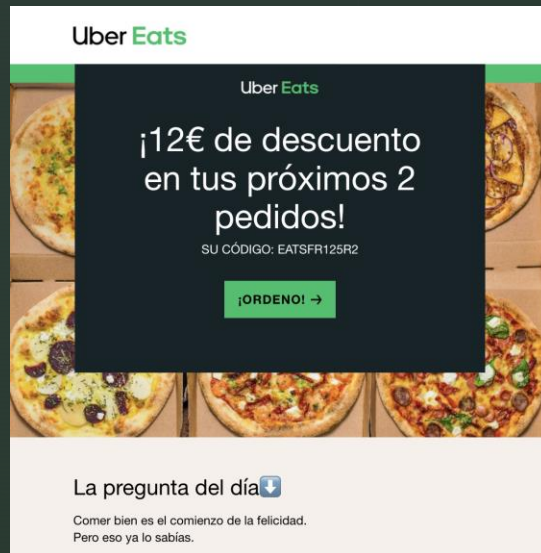 Uber Eats
Uber Eats
¡12€ de descuento
en tus próximos 2
pedidos!
SU CÓDIGO: EATSFR125R2
¡ORDENO! →
La pregunta del día⬇️
Comer bien es el comienzo de la felicidad.
Pero eso ya lo sabías.